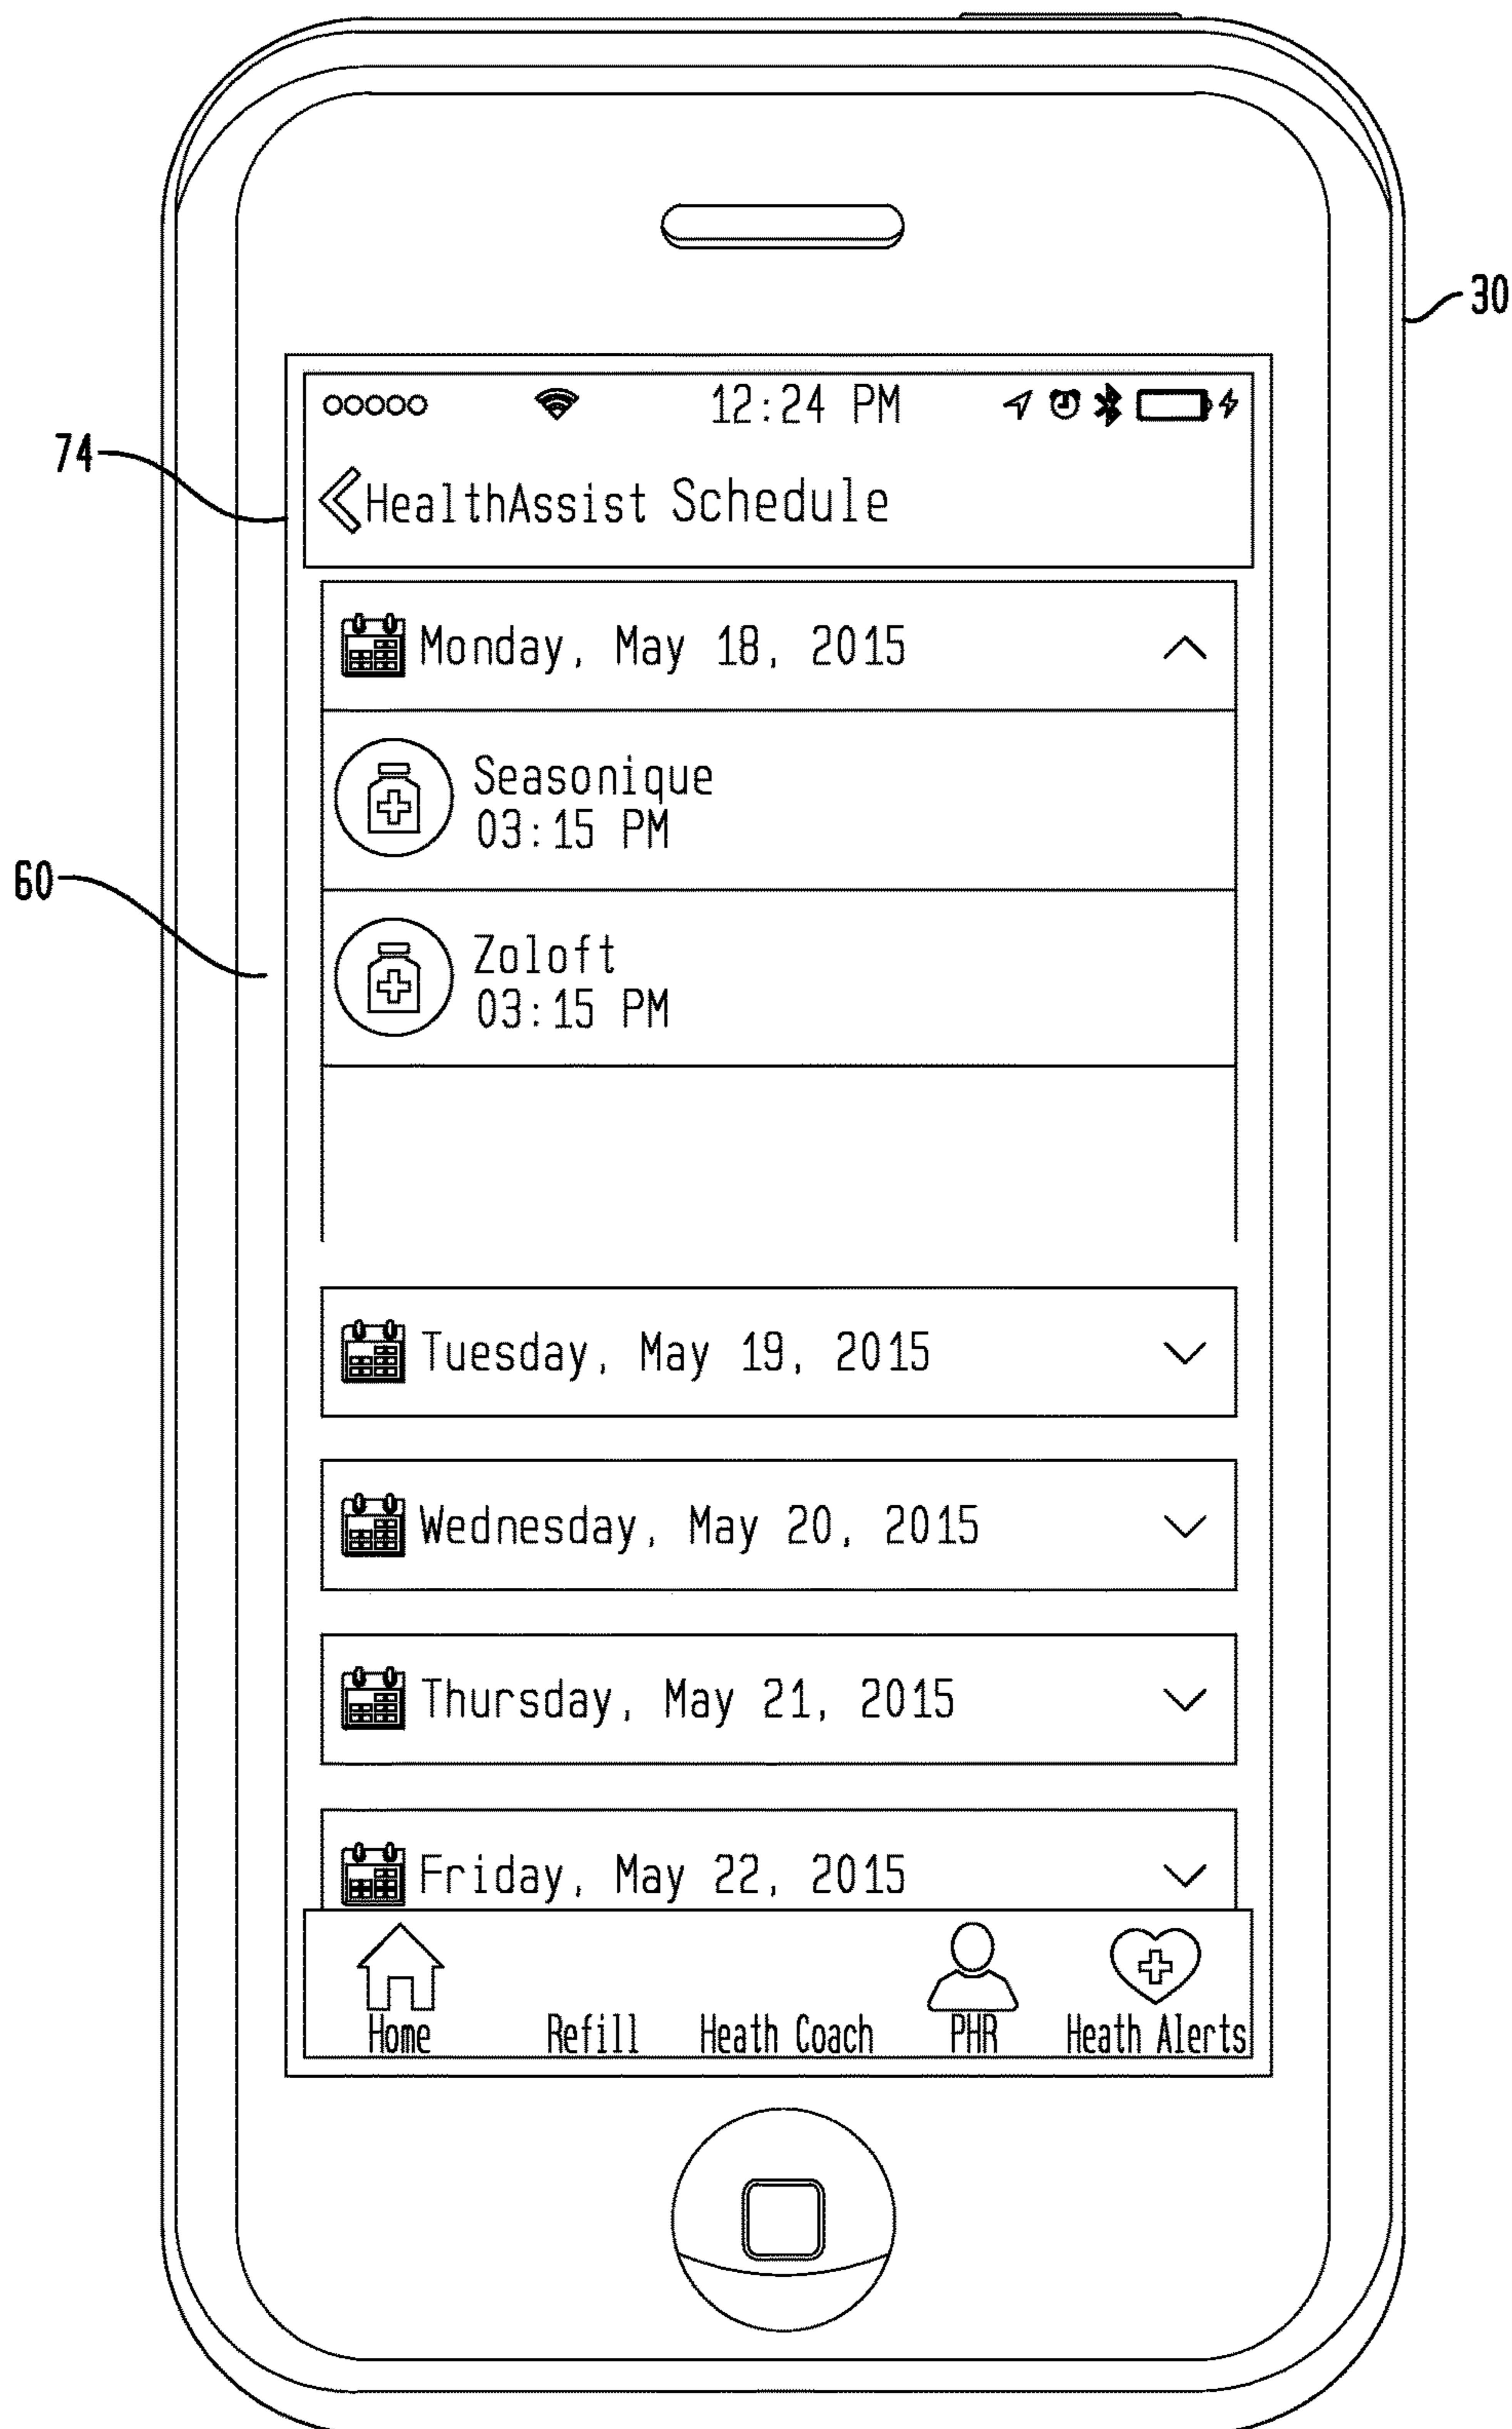 30
12:24 PM
74
HealthAssist Schedule
Monday, May 18, 2015
Seasonique
03:15 PM
60
Zoloft
03:15 PM
Tuesday, May 19, 2015
Wednesday, May 20, 2015
Thursday, May 21, 2015
Friday, May 22, 2015
Home Refill Heath Coach PHR Heath Alerts